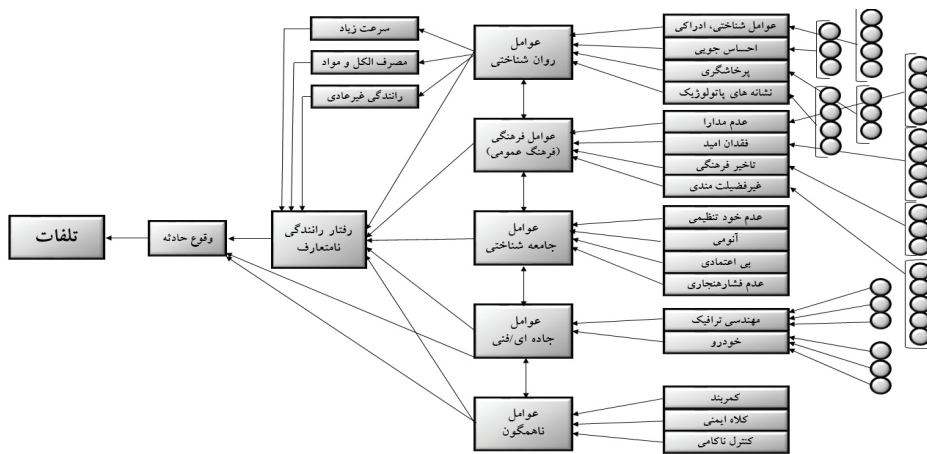 عوامل شناختی، ادراکی
احساس جویی
پرخاشگری
نشانه های پاتولوژیک
عدم مدارا
فقدان امید
تاخیر فرهنگی
غیرفضیلت مندی
عدم خود تنظیمی
آنومی
بی اعتمادی
عدم فشارهنجاری
مهندسی ترافیک
خودرو
کمربند
کلاه ایمنی
کنترل ناکامی
عوامل
روان شناختی
عوامل فرهنگی
(فرهنگ عمومی)
عوامل
جامعه شناختی
عوامل
جاده ای/فنی
عوامل
ناهمگون
سرعت زیاد
مصرف الکل و مواد
رانندگی غیرعادی
رفتار رانندگی
نامتعارف
وقوع حادثه
تلفات